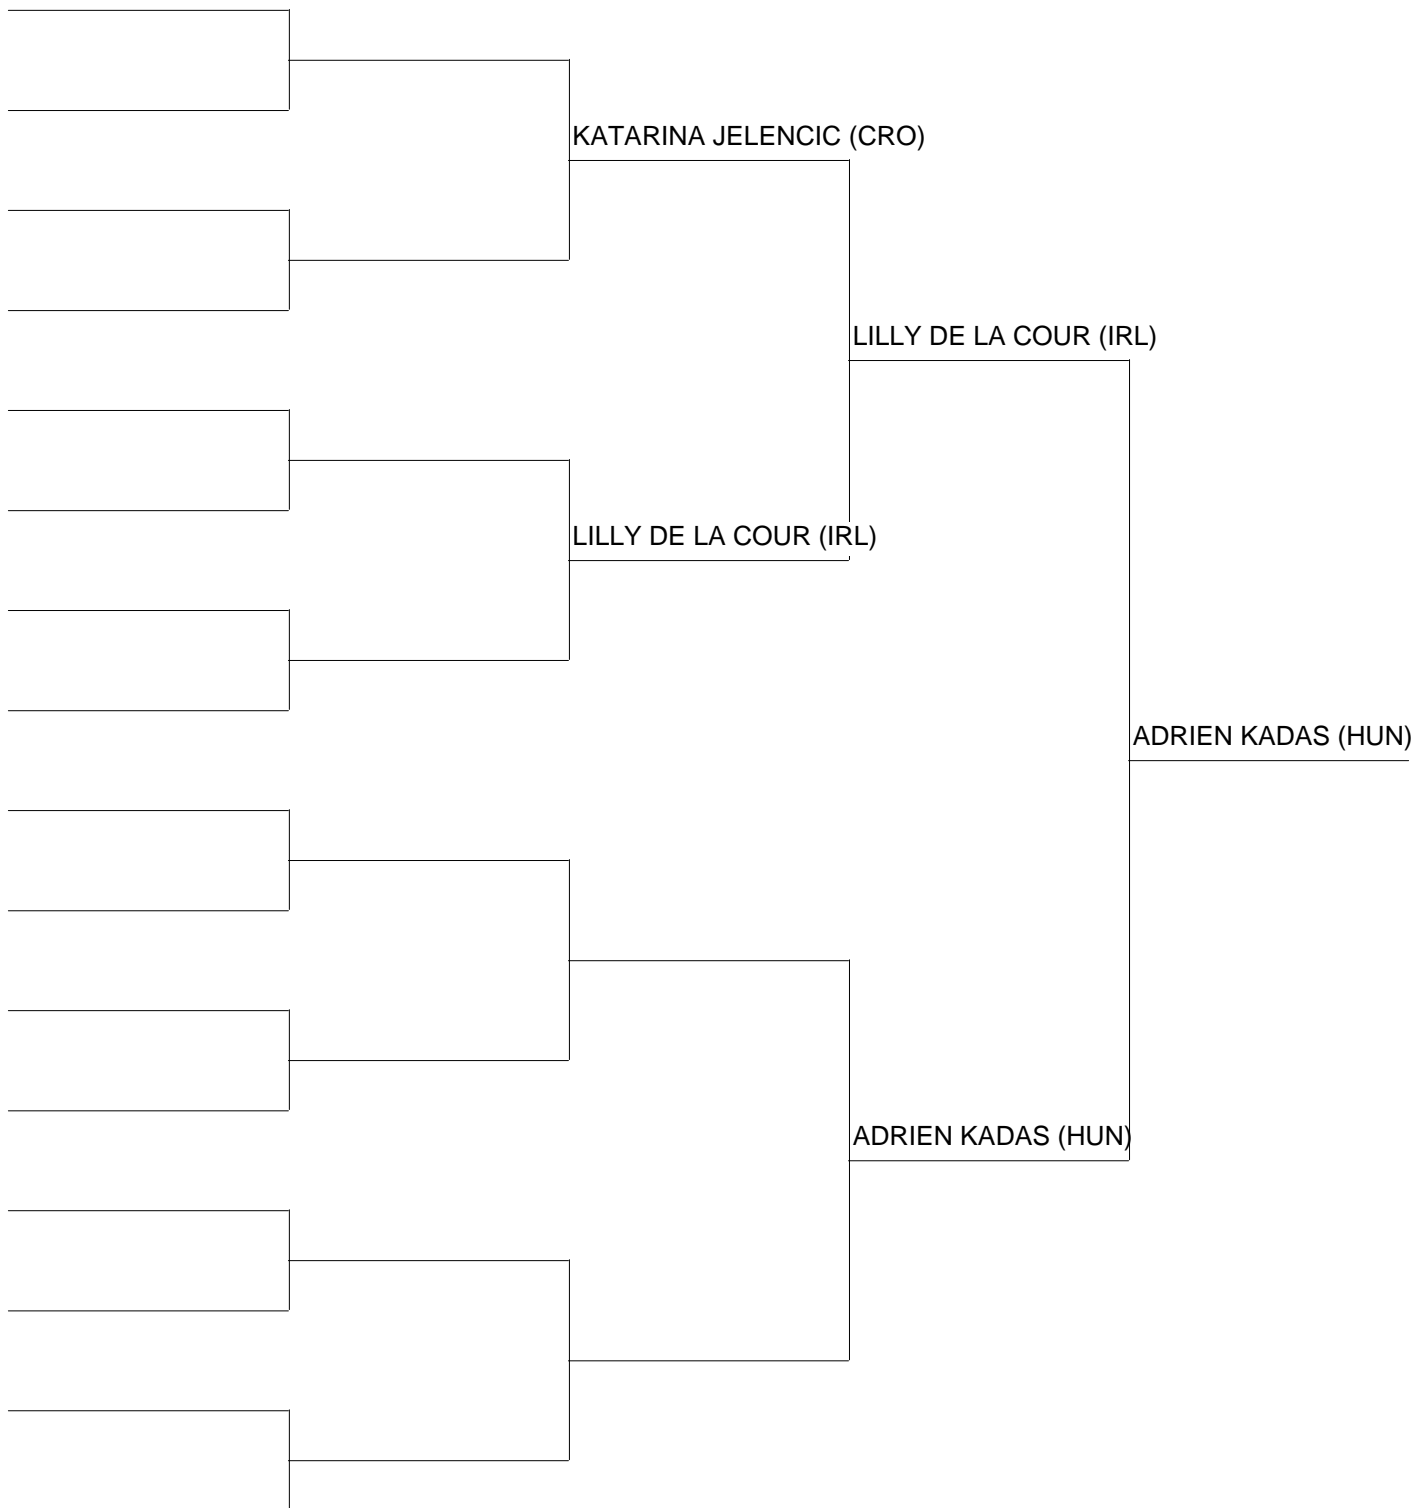 KATARINA JELENCIC (CRO)
LILLY DE LA COUR (IRL)
LILLY DE LA COUR (IRL)
ADRIEN KADAS (HUN)
ADRIEN KADAS (HUN)